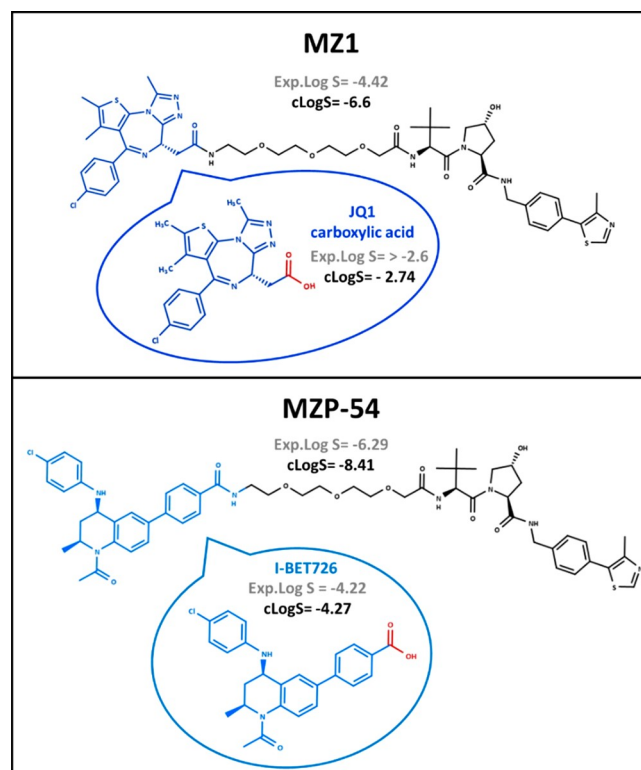 MZ1
Exp.Log S= -4.42
cLogS= -6.6
S
N
N
N
N
Cl
O
N
H
O
O
O
O
N
H
O
N
OH
O
NH
S
N
JQ1
carboxylic acid
Exp.Log S= > -2.6
cLogS= - 2.74
H₃C
S
CH₃
N
N
N
H₃C
N
O
OH
Cl
MZP-54
Exp.Log S= -6.29
cLogS= -8.41
Cl
NH
N
O
O
N
H
O
O
O
O
N
H
O
N
OH
O
NH
S
N
I-BET726
Exp.Log S = -4.22
cLogS= -4.27
Cl
NH
N
O
O
OH